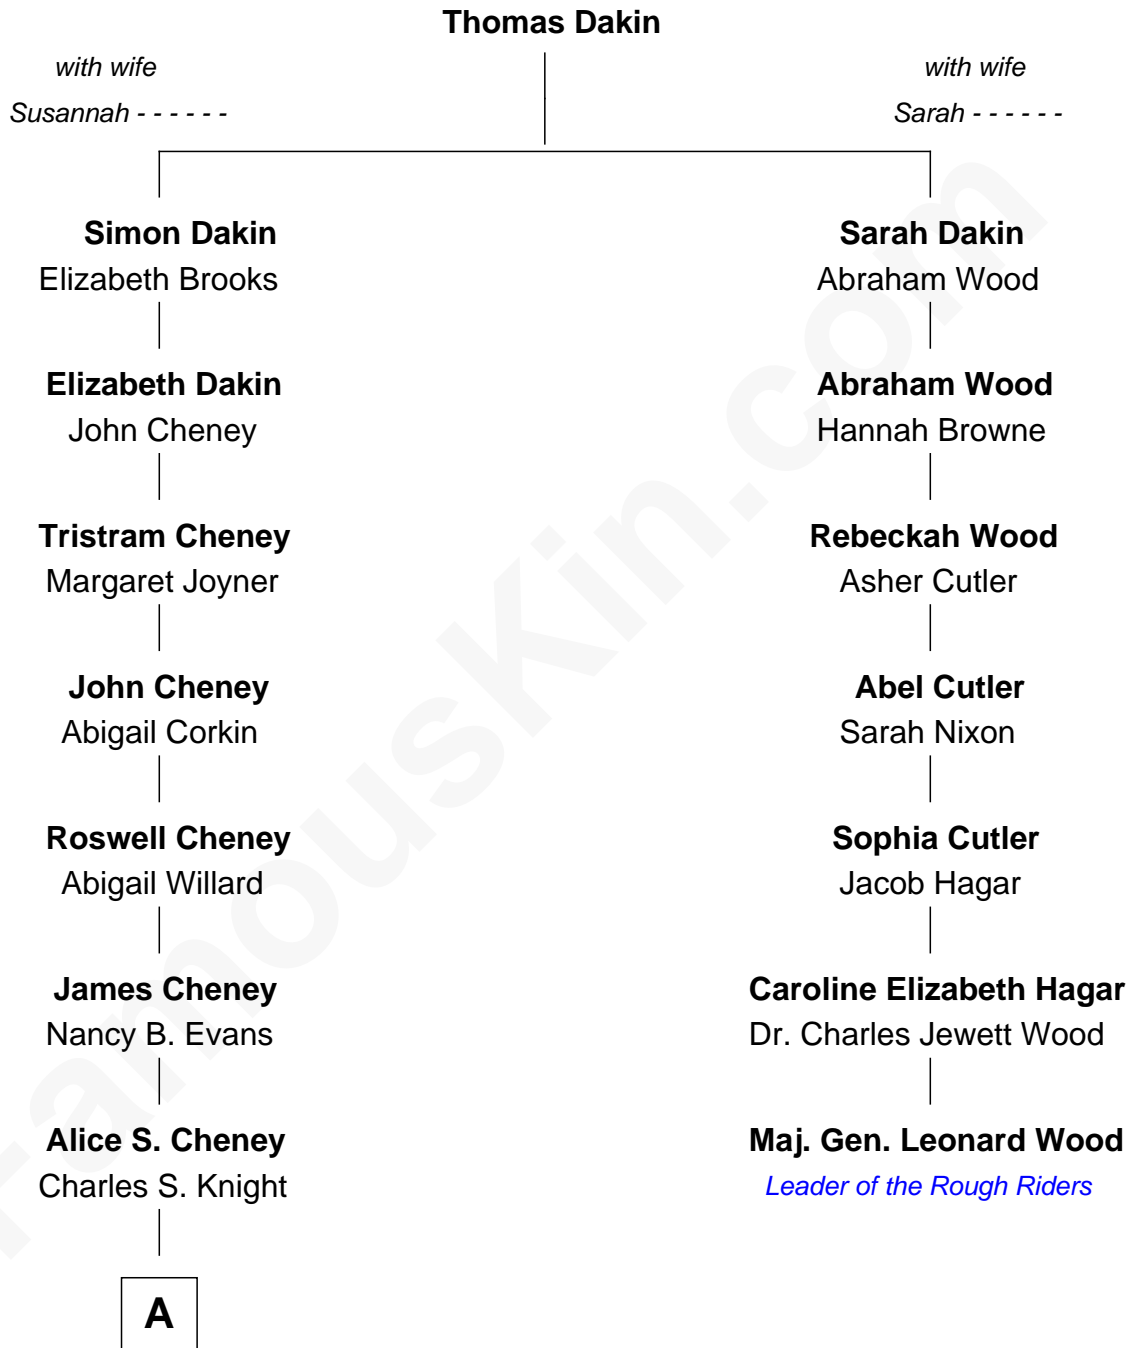 Thomas Dakin
with wife
Susannah - - - - - -
with wife
Sarah - - - - - -
Simon Dakin
Elizabeth Brooks
Sarah Dakin
Abraham Wood
Elizabeth Dakin
John Cheney
Abraham Wood
Hannah Browne
Tristram Cheney
Margaret Joyner
Rebeckah Wood
Asher Cutler
John Cheney
Abigail Corkin
Abel Cutler
Sarah Nixon
Roswell Cheney
Abigail Willard
Sophia Cutler
Jacob Hagar
James Cheney
Nancy B. Evans
Caroline Elizabeth Hagar
Dr. Charles Jewett Wood
Alice S. Cheney
Charles S. Knight
Maj. Gen. Leonard Wood
Leader of the Rough Riders
A
FamousKin.com